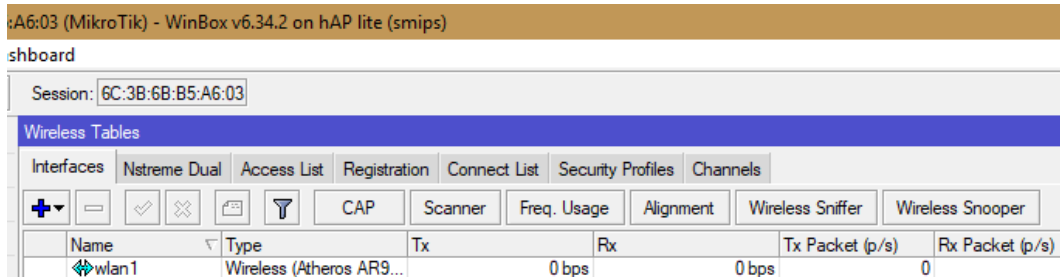 :A6:03 (MikroTik) - WinBox v6.34.2 on hAP lite (smips)
shboard
Session: 6C:3B:6B:B5:A6:03
Wireless Tables
Interfaces Nstreme Dual Access List Registration Connect List Security Profiles Channels
CAP Scanner Freq. Usage Alignment Wireless Sniffer Wireless Snooper
Name Type Tx Rx Tx Packet (p/s) Rx Packet (p/s)
wlan1 Wireless (Atheros AR9... 0 bps 0 bps 0